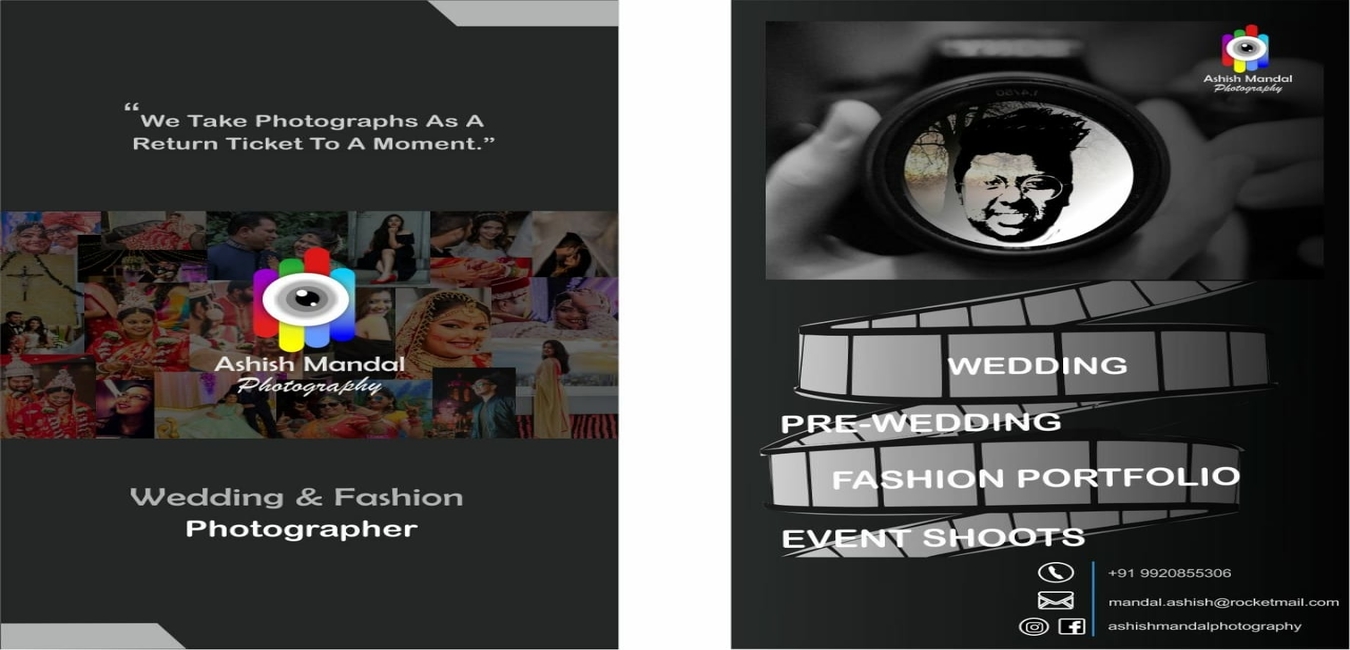 “We Take Photographs As A
Return Ticket To A Moment.”
Ashish Mandal
Photography
Wedding & Fashion
Photographer
Ashish Mandal
Photography
WEDDING
PRE-WEDDING
FASHION PORTFOLIO
EVENT SHOOTS
+91 9920855306
mandal.ashish@rocketmail.com
ashishmandalphotography